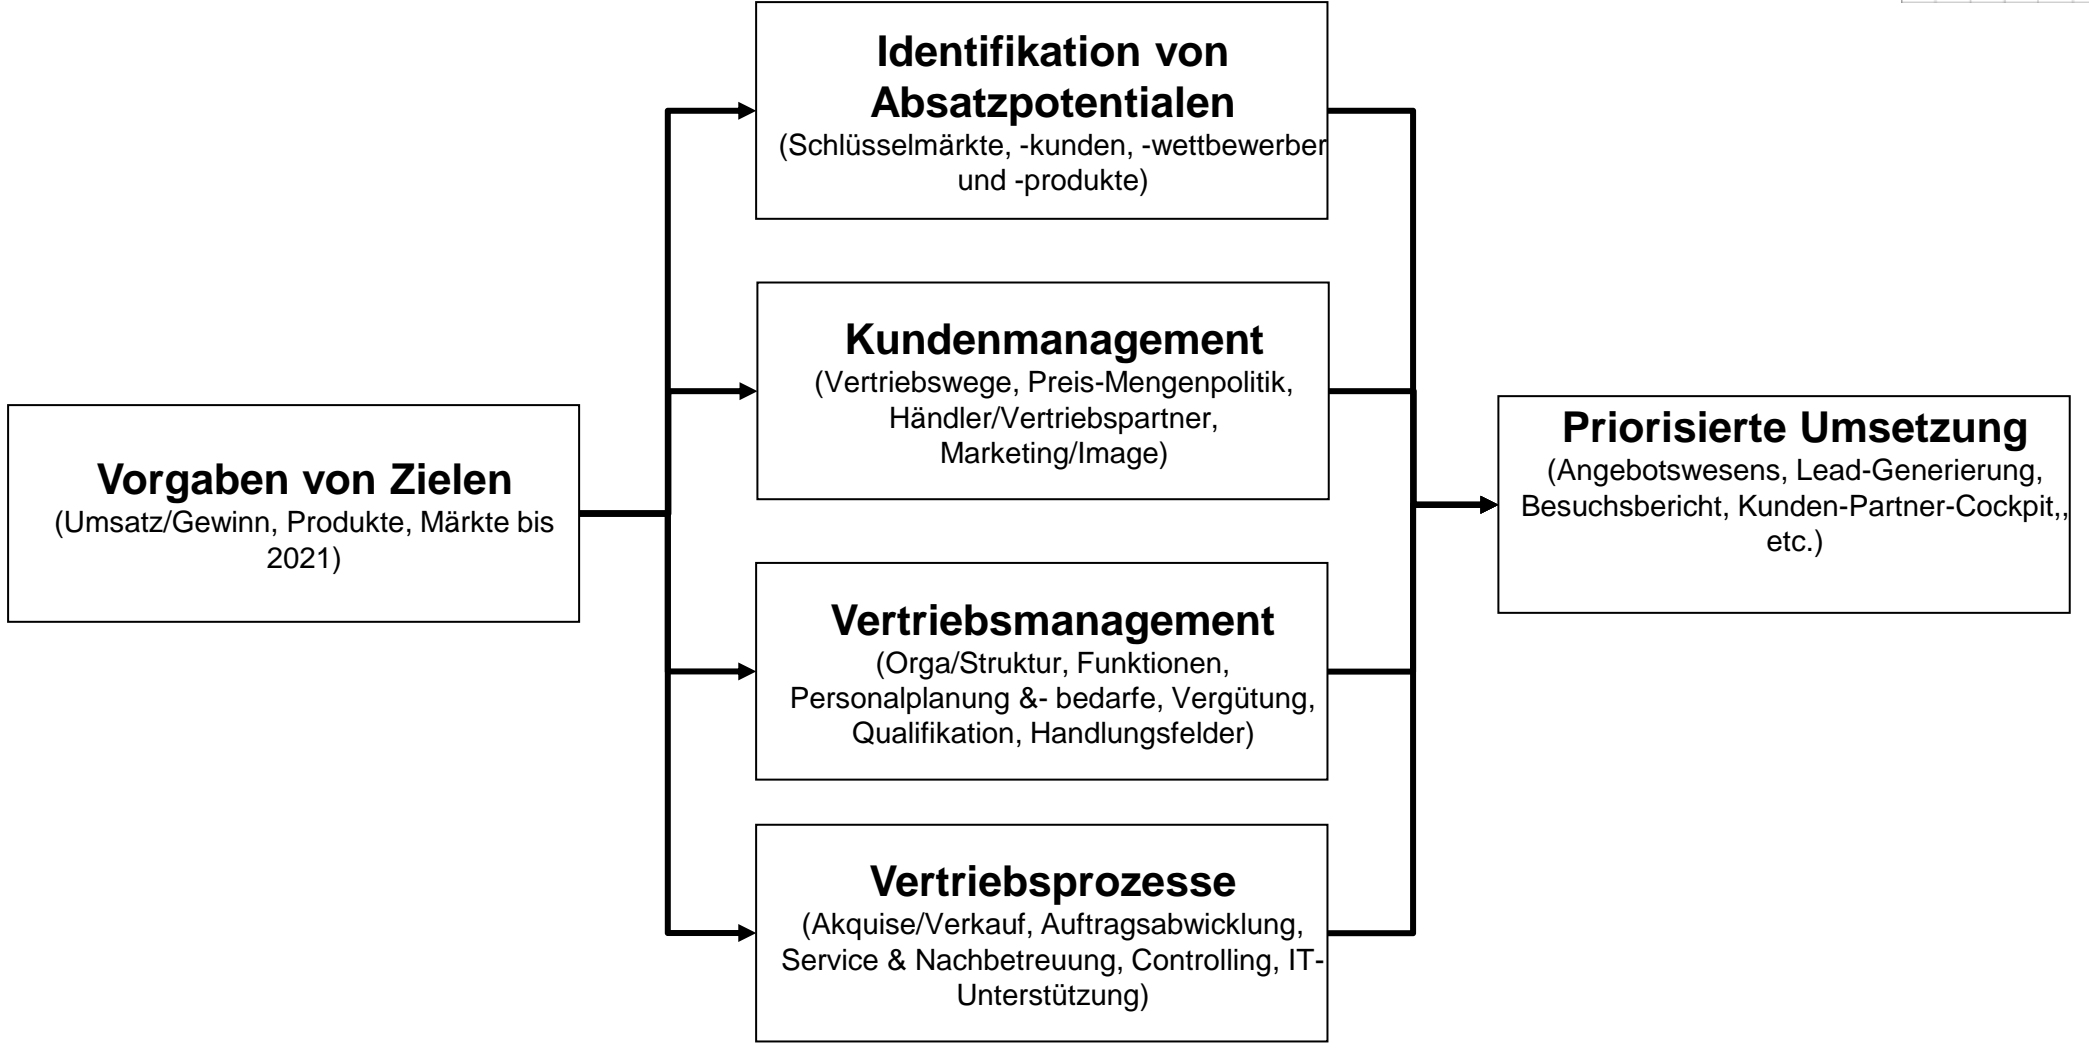 Identifikation von
Absatzpotentialen
(Schlüsselmärkte, -kunden, -wettbewerber
und -produkte)
Kundenmanagement
(Vertriebswege, Preis-Mengenpolitik,
Händler/Vertriebspartner,
Marketing/Image)
Vorgaben von Zielen
(Umsatz/Gewinn, Produkte, Märkte bis
2021)
Priorisierte Umsetzung
(Angebotswesens, Lead-Generierung,
Besuchsbericht, Kunden-Partner-Cockpit,,
etc.)
Vertriebsmanagement
(Orga/Struktur, Funktionen,
Personalplanung &- bedarfe, Vergütung,
Qualifikation, Handlungsfelder)
Vertriebsprozesse
(Akquise/Verkauf, Auftragsabwicklung,
Service & Nachbetreuung, Controlling, IT-
Unterstützung)